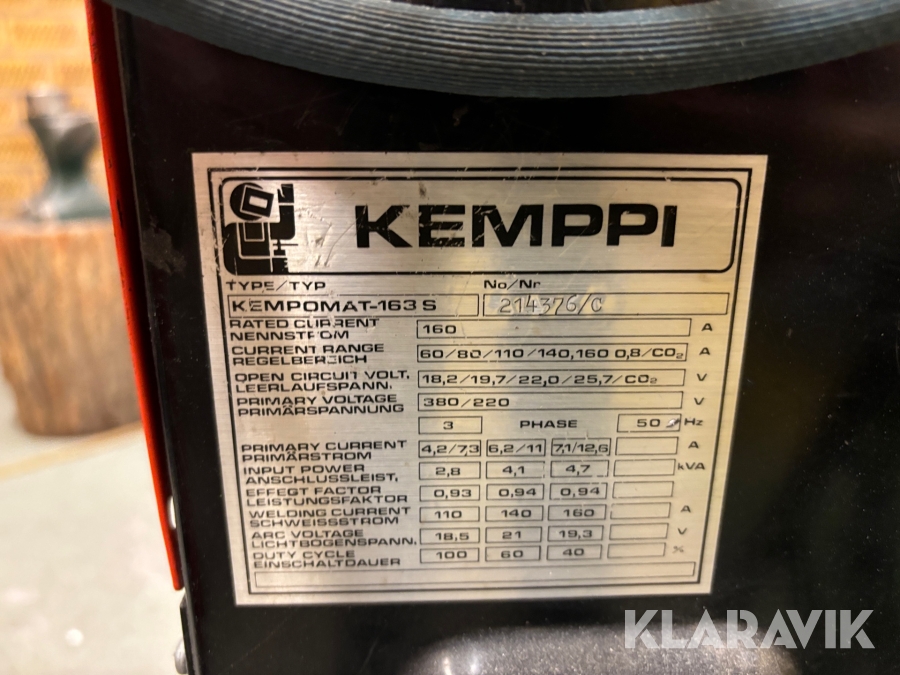 KEMPPI
TYPE/TYP No/Nr
KEMPOMAT-163 S 214376/C
RATED CURRENT
NENNSTROM 160 A
CURRENT RANGE
REGELBEREICH 60/80/110/140,160 0,8/CO₂ A
OPEN CIRCUIT VOLT.
LEERLAUFSPANN. 18,2/19,7/22,0/25,7/CO₂ V
PRIMARY VOLTAGE
PRIMÄRSPANNUNG 380/220 V
3 PHASE 50 Hz
PRIMARY CURRENT
PRIMÄRSTROM 4,2/7,3 6,2/11 7,1/12,6 A
INPUT POWER
ANSCHLUSSLEIST. 2,8 4,1 4,7 kVA
EFFEGT FACTOR
LEISTUNGSFAKTOR 0,93 0,94 0,94
WELDING CURRENT
SCHWEISSSTROM 110 140 160 A
ARC VOLTAGE
LICHTBOGENSPANN. 18,5 21 19,3 V
DUTY CYCLE
EINSCHALTDAUER 100 60 40 %
KLARAVIK